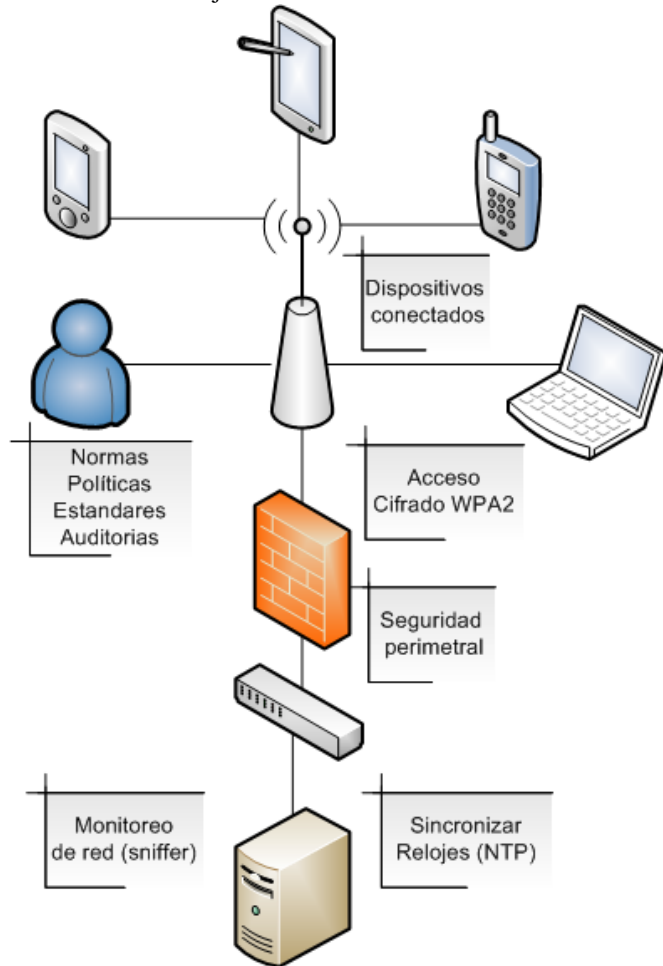 Dispositivos
conectados
Normas
Políticas
Estandares
Auditorias
Acceso
Cifrado WPA2
Seguridad
perimetral
Monitoreo
de red (sniffer)
Sincronizar
Relojes (NTP)